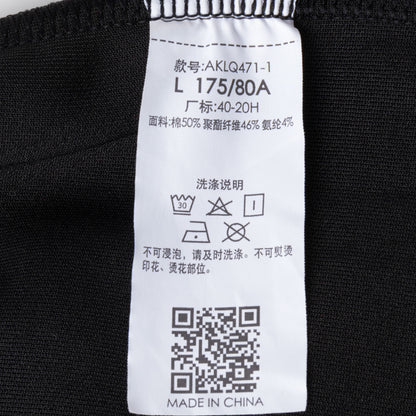 款号:AKLQ471-1
L 175/80A
厂标:40-20H
面料:棉50% 聚酯纤维46% 氨纶4%
洗涤说明
30
不可浸泡，请及时洗涤。不可熨烫
印花、烫花部位。
MADE IN CHINA